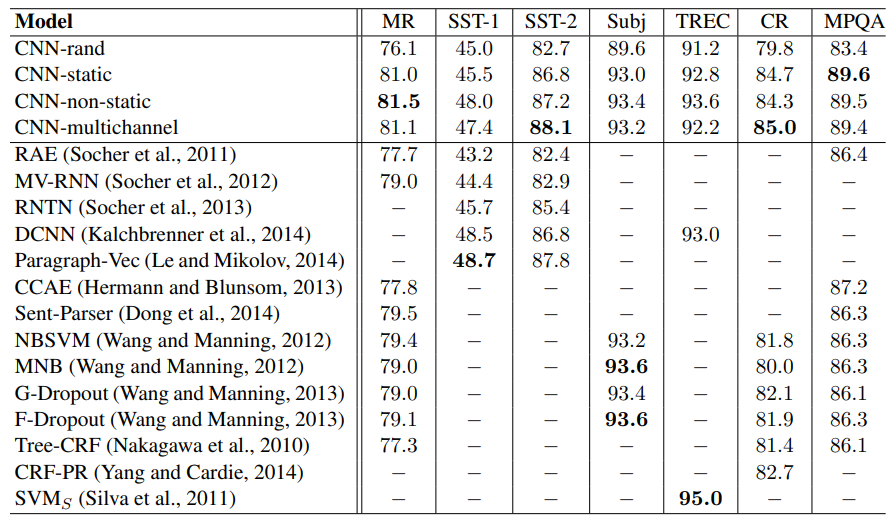 Model MR SST-1 SST-2 Subj TREC CR MPQA
CNN-rand 76.1 45.0 82.7 89.6 91.2 79.8 83.4
CNN-static 81.0 45.5 86.8 93.0 92.8 84.7 89.6
CNN-non-static 81.5 48.0 87.2 93.4 93.6 84.3 89.5
CNN-multichannel 81.1 47.4 88.1 93.2 92.2 85.0 89.4
RAE (Socher et al., 2011) 77.7 43.2 82.4 − − − 86.4
MV-RNN (Socher et al., 2012) 79.0 44.4 82.9 − − − −
RNTN (Socher et al., 2013) − 45.7 85.4 − − − −
DCNN (Kalchbrenner et al., 2014) − 48.5 86.8 − 93.0 − −
Paragraph-Vec (Le and Mikolov, 2014) − 48.7 87.8 − − − −
CCAE (Hermann and Blunsom, 2013) 77.8 − − − − − 87.2
Sent-Parser (Dong et al., 2014) 79.5 − − − − − 86.3
NBSVM (Wang and Manning, 2012) 79.4 − − 93.2 − 81.8 86.3
MNB (Wang and Manning, 2012) 79.0 − − 93.6 − 80.0 86.3
G-Dropout (Wang and Manning, 2013) 79.0 − − 93.4 − 82.1 86.1
F-Dropout (Wang and Manning, 2013) 79.1 − − 93.6 − 81.9 86.3
Tree-CRF (Nakagawa et al., 2010) 77.3 − − − − 81.4 86.1
CRF-PR (Yang and Cardie, 2014) − − − − − 82.7 −
SVMS (Silva et al., 2011) − − − − 95.0 − −